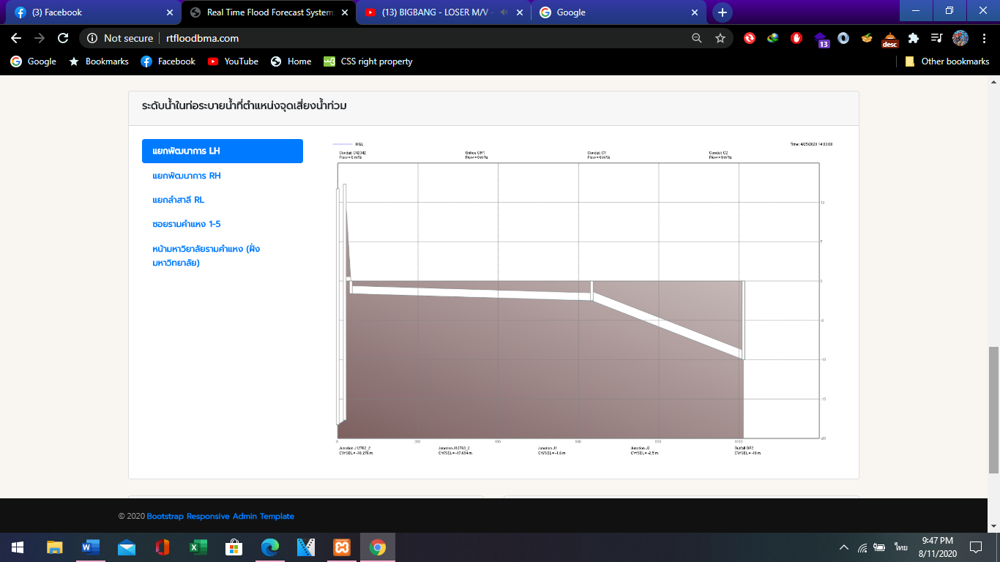 (3) Facebook
Real Time Flood Forecast System
(13) BIGBANG - LOSER M/V -
Google
Not secure
rtfloodbma.com
13
desc
Google
Bookmarks
Facebook
YouTube
Home
CSS right property
Other bookmarks
ระดับน้ำในท่อระบายน้ำที่ตำแหน่งจุดเสี่ยงน้ำท่วม
แยกพัฒนาการ LH
แยกพัฒนาการ RH
แยกลำสาลี RL
ซอยรามคำแหง 1-5
หน้ามหาวิยาลัยรามคำแหง (ฝั่ง
มหาวิทยาลัย)
HGL
Time: 4/25/2020 14:03:00
Conduit C42342
Flow = 0 m³/s
Orifice OR1
Flow = 0 m³/s
Conduit C1
Flow = 0 m³/s
Conduit C2
Flow = 0 m³/s
10
5
0
-5
-10
-15
-20
0
200
400
600
800
1000
Junction J12762_2
CWSEL = -18.278 m
Junction J12763_2
CWSEL = -17.694 m
Junction J1
CWSEL = -1.6 m
Junction J2
CWSEL = -2.5 m
Outfall OF2
CWSEL = -10 m
© 2020 Bootstrap Responsive Admin Template
ไทย
9:47 PM
8/11/2020